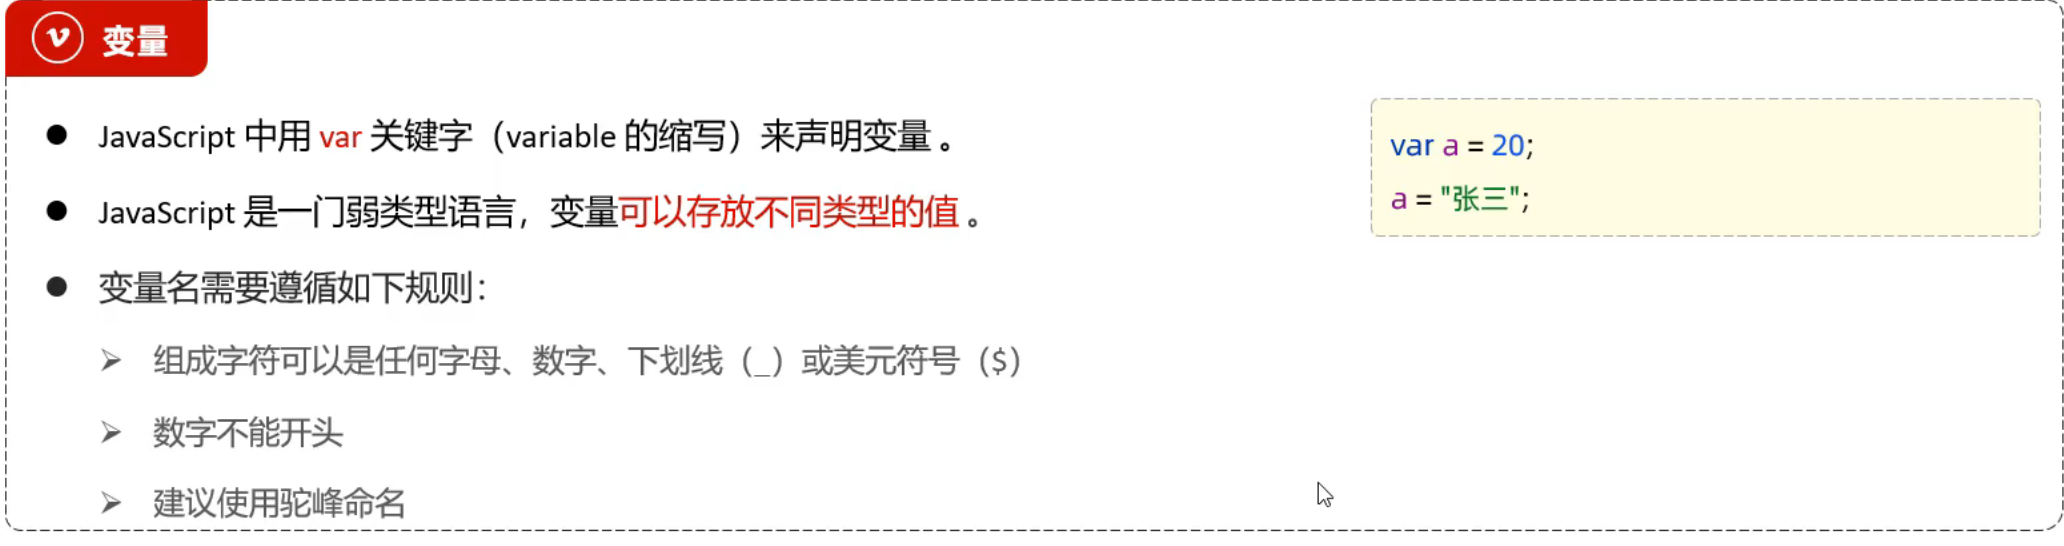 变量
JavaScript 中用 var 关键字（variable 的缩写）来声明变量 。
JavaScript 是一门弱类型语言，变量可以存放不同类型的值 。
变量名需要遵循如下规则：
组成字符可以是任何字母、数字、下划线（_）或美元符号（$）
数字不能开头
建议使用驼峰命名
var a = 20;
a = "张三";